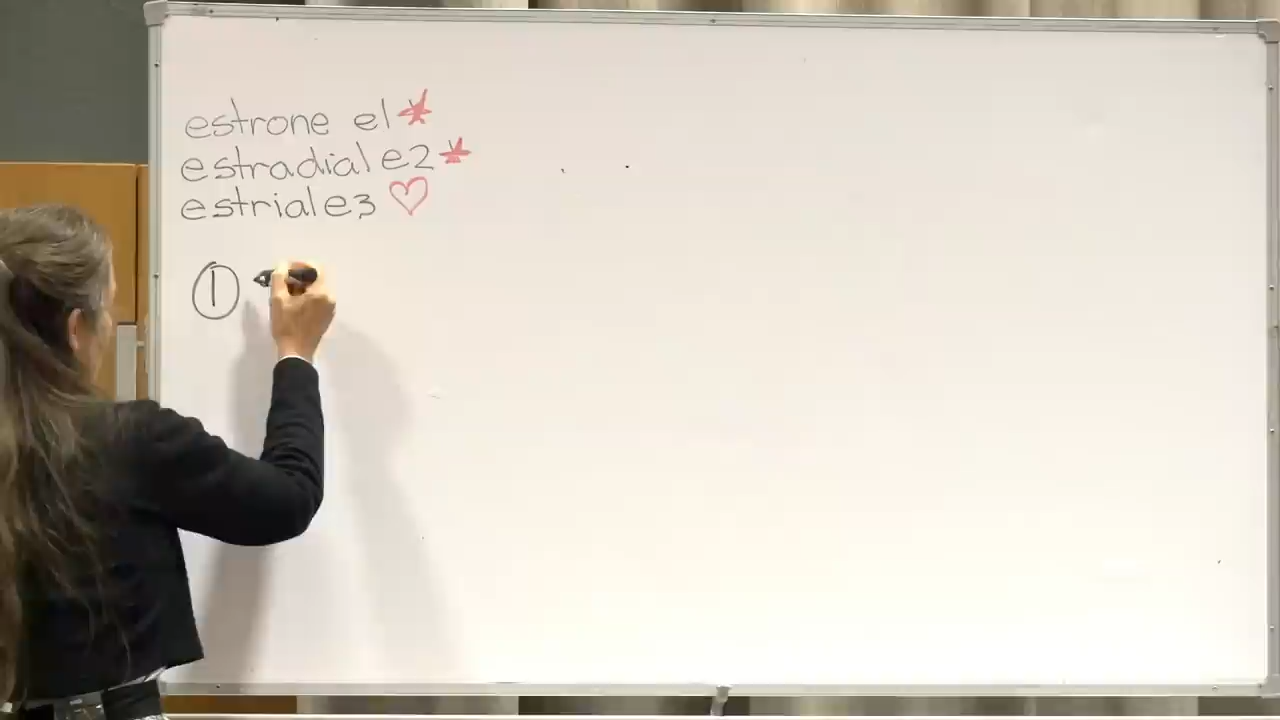 estrone e1*
estradial e2*
estrial e3 ♡
①